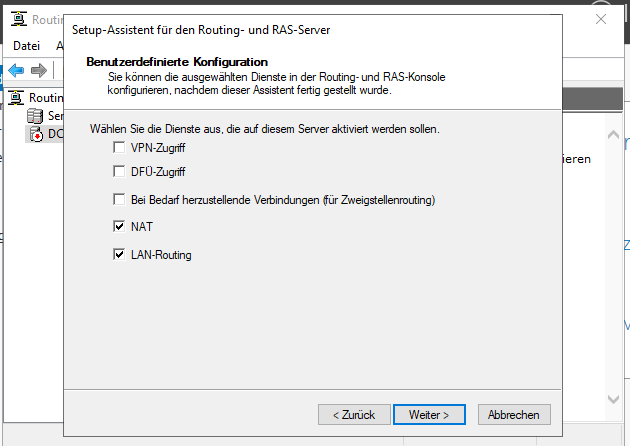 Routin
Setup-Assistent für den Routing- und RAS-Server
Datei
A
Benutzerdefinierte Konfiguration
Sie können die ausgewählten Dienste in der Routing- und RAS-Konsole
konfigurieren, nachdem dieser Assistent fertig gestellt wurde.
Routin
Ser
DC
Wählen Sie die Dienste aus, die auf diesem Server aktiviert werden sollen.
VPN-Zugriff
ieren
DFÜ-Zugriff
Bei Bedarf herzustellende Verbindungen (für Zweigstellenrouting)
NAT
LAN-Routing
< Zurück
Weiter >
Abbrechen